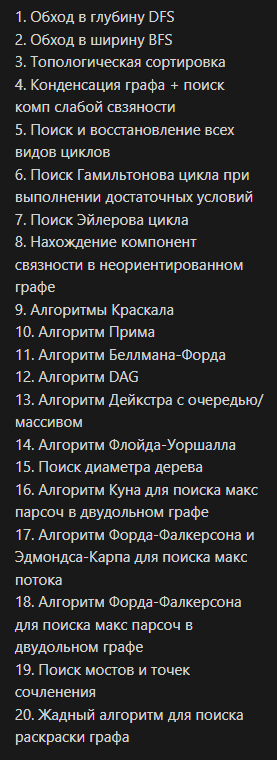 1. Обход в глубину DFS
2. Обход в ширину BFS
3. Топологическая сортировка
4. Конденсация графа + поиск
комп слабой свзяности
5. Поиск и восстановление всех
видов циклов
6. Поиск Гамильтонова цикла при
выполнении достаточных условий
7. Поиск Эйлерова цикла
8. Нахождение компонент
связности в неориентированном
графе
9. Алгоритмы Краскала
10. Алгоритм Прима
11. Алгоритм Беллмана-Форда
12. Алгоритм DAG
13. Алгоритм Дейкстра с очередью/
массивом
14. Алгоритм Флойда-Уоршалла
15. Поиск диаметра дерева
16. Алгоритм Куна для поиска макс
парсоч в двудольном графе
17. Алгоритм Форда-Фалкерсона и
Эдмондса-Карпа для поиска макс
потока
18. Алгоритм Форда-Фалкерсона
для поиска макс парсоч в
двудольном графе
19. Поиск мостов и точек
сочленения
20. Жадный алгоритм для поиска
раскраски графа